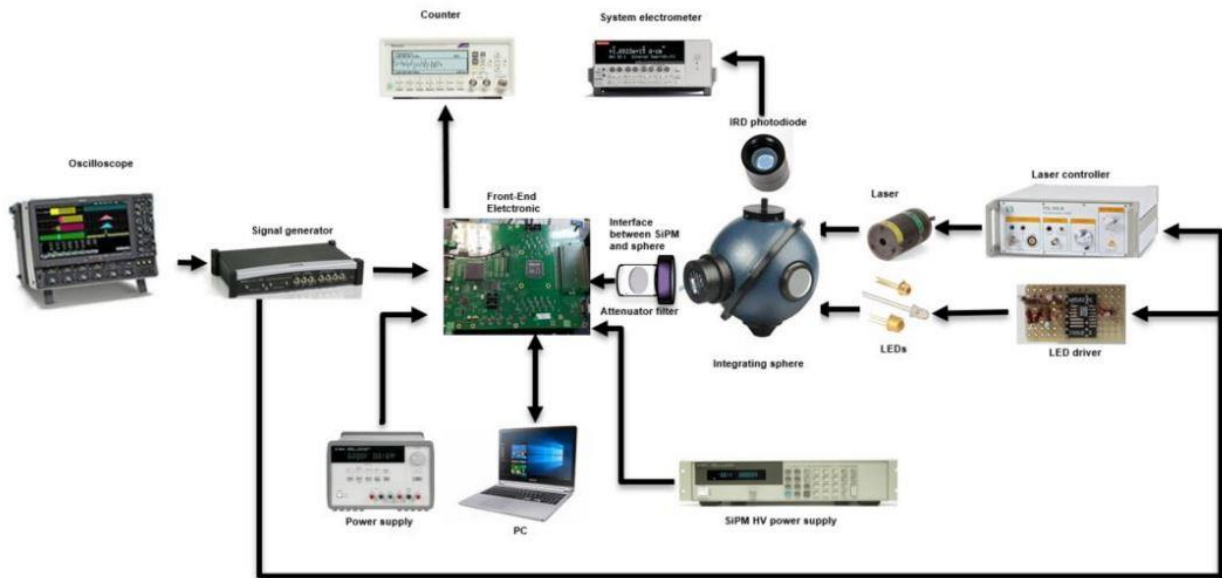 Counter
System electrometer
IRD photodiode
Oscilloscope
Laser controller
Laser
Front-End
Eletctronic
Interface
between SiPM
and sphere
Signal generator
Attenuator filter
LEDs
LED driver
Integrating sphere
Power supply
PC
SiPM HV power supply